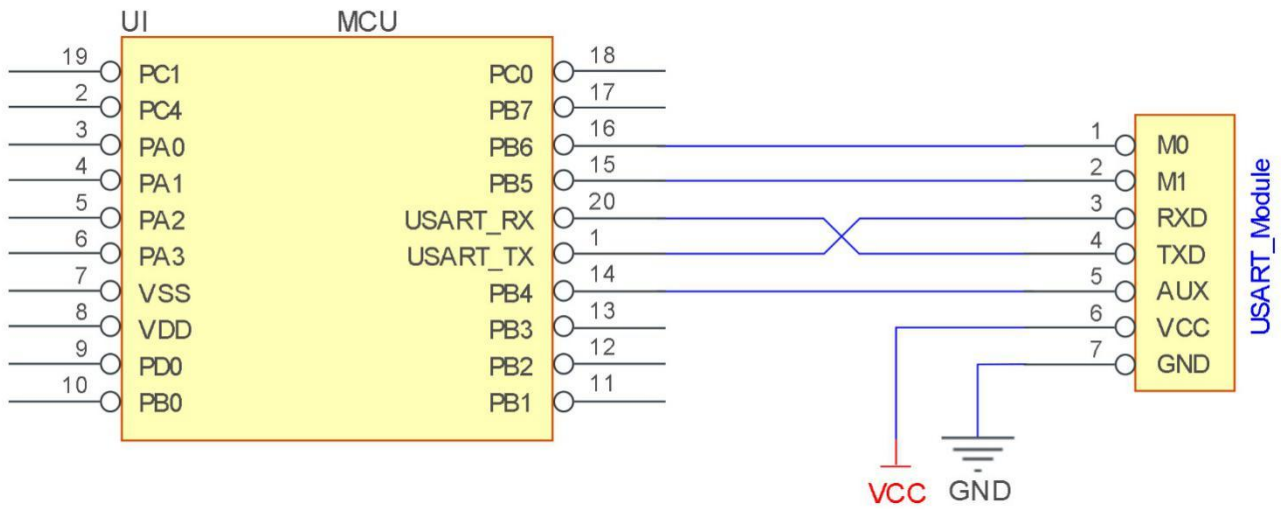 UI MCU
19 PC1 PC0 18
2 PC4 PB7 17
3 PA0 PB6 16 1 M0
4 PA1 PB5 15 2 M1
5 PA2 USART_RX 20 3 RXD
6 PA3 USART_TX 1 4 TXD
7 VSS PB4 14 5 AUX
8 VDD PB3 13 6 VCC
9 PD0 PB2 12 7 GND
10 PB0 PB1 11
USART_Module
VCC GND